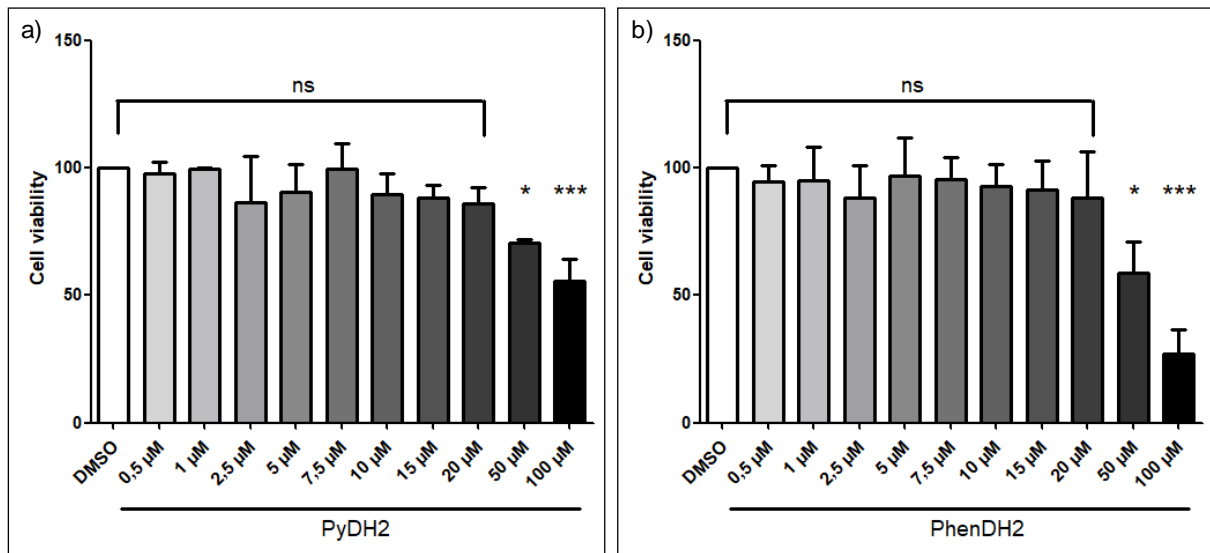 a)
150
100
50
0
Cell viability
ns
* ***
DMSO
0,5 µM
1 µM
2,5 µM
5 µM
7,5 µM
10 µM
15 µM
20 µM
50 µM
100 µM
PyDH2
b)
150
100
50
0
Cell viability
ns
* ***
DMSO
0,5 µM
1 µM
2,5 µM
5 µM
7,5 µM
10 µM
15 µM
20 µM
50 µM
100 µM
PhenDH2